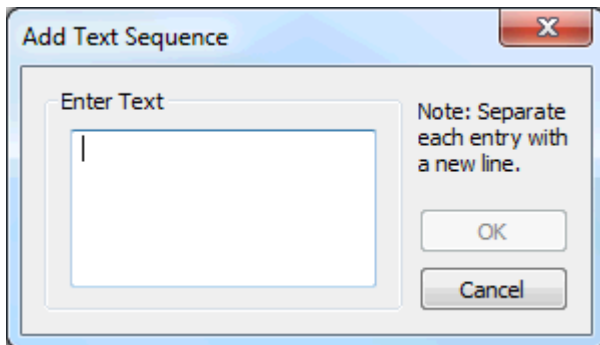 Add Text Sequence
Enter Text
Note: Separate
each entry with
a new line.
OK
Cancel